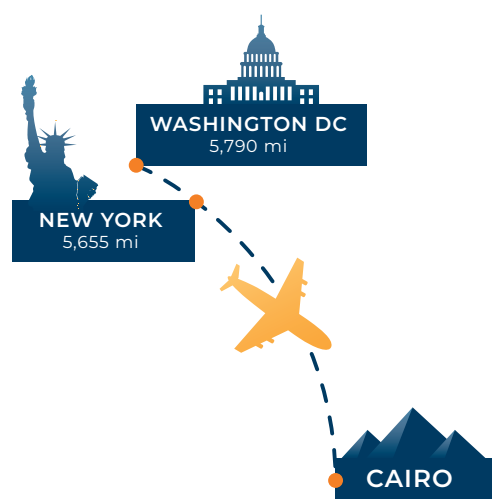 WASHINGTON DC
5,790 mi
NEW YORK
5,655 mi
CAIRO